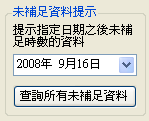 未補足資料提示
提示指定日期之後未補
足時數的資料
2008年 9月16日
查詢所有未補足資料